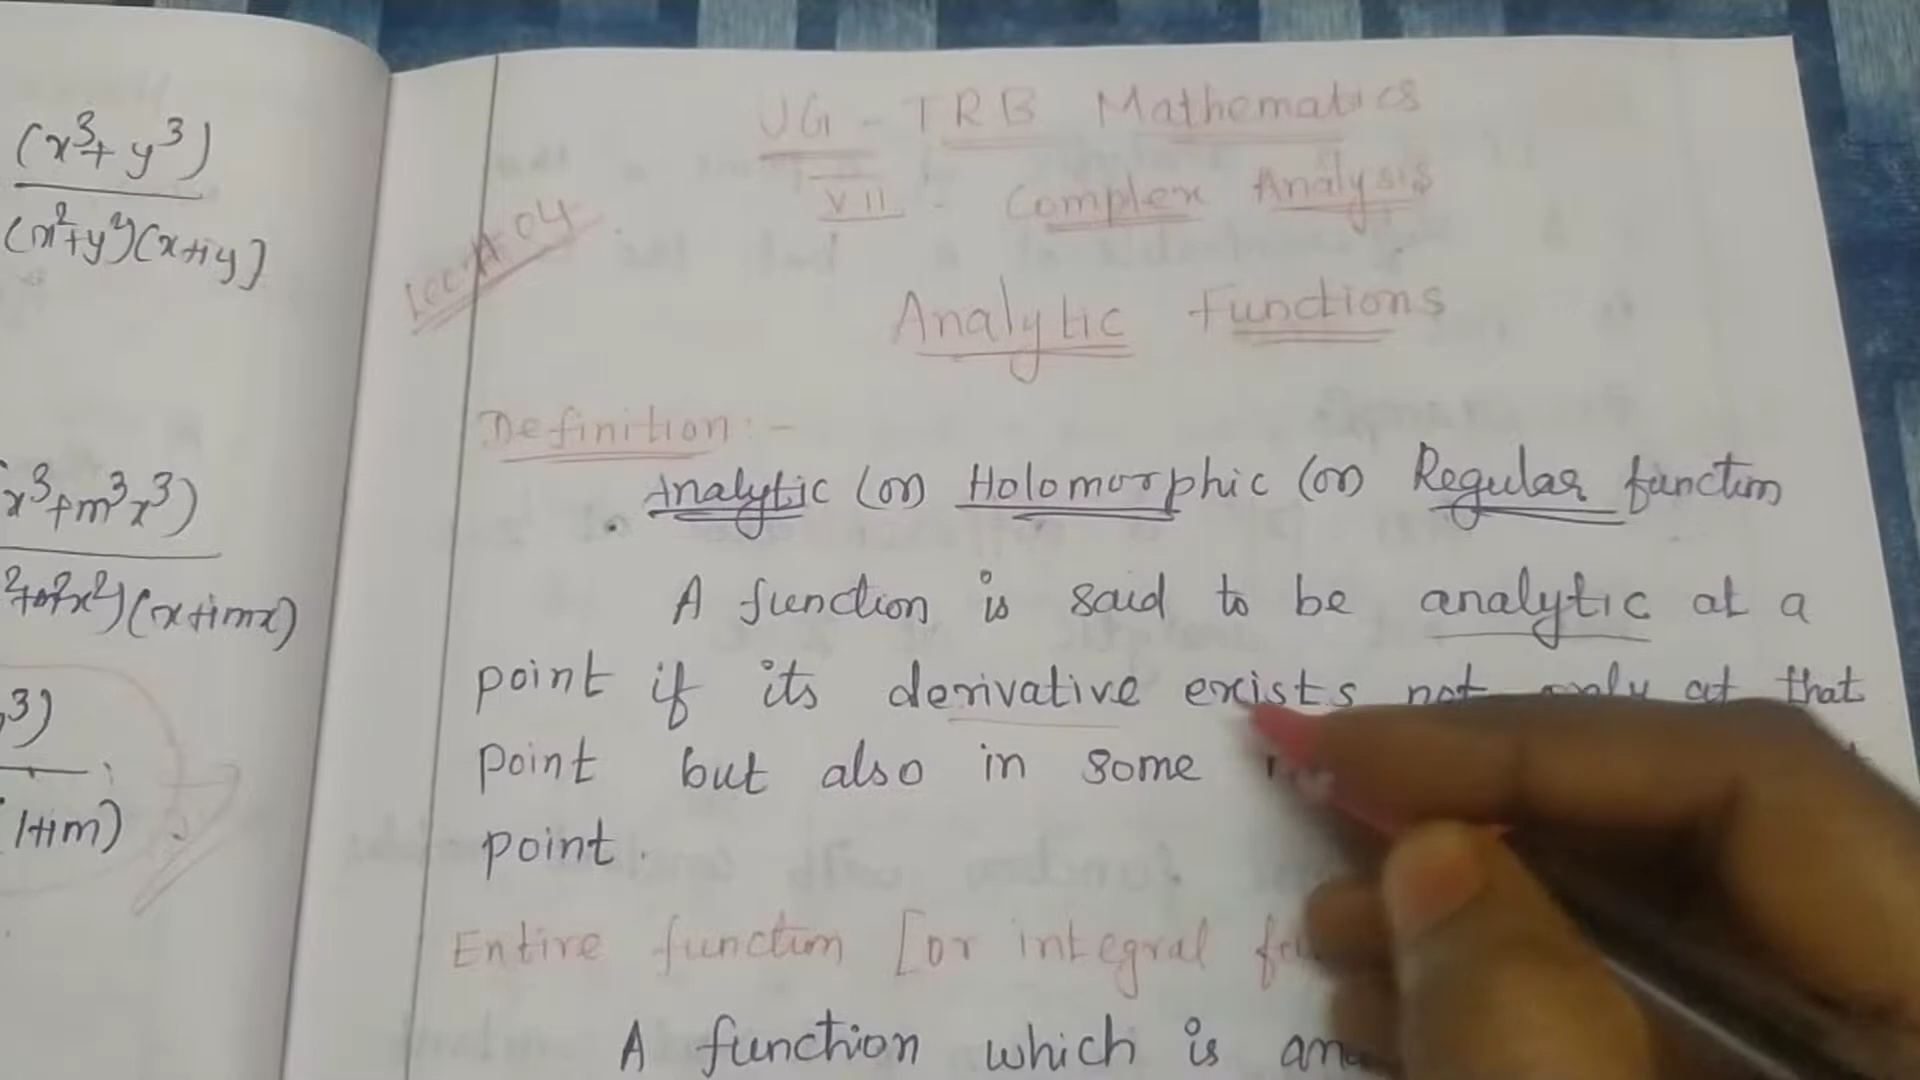 (x³+y³)
(x²+y²)(x+iy)
x³+m³x³)
(x+imx)
3)
1+im)
UG - TRB Mathematics
VII - Complex Analysis
Lec-04
Analytic Functions
Definition:-
Analytic (or) Holomorphic (or) Regular function
A function is said to be analytic at a
point if its derivative exists not only at that
point but also in some
point.
Entire function [or integral
A function which is